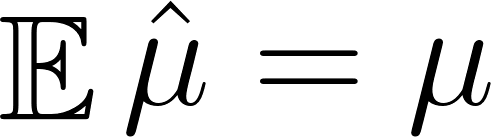 𝔼 μ̂ = μ